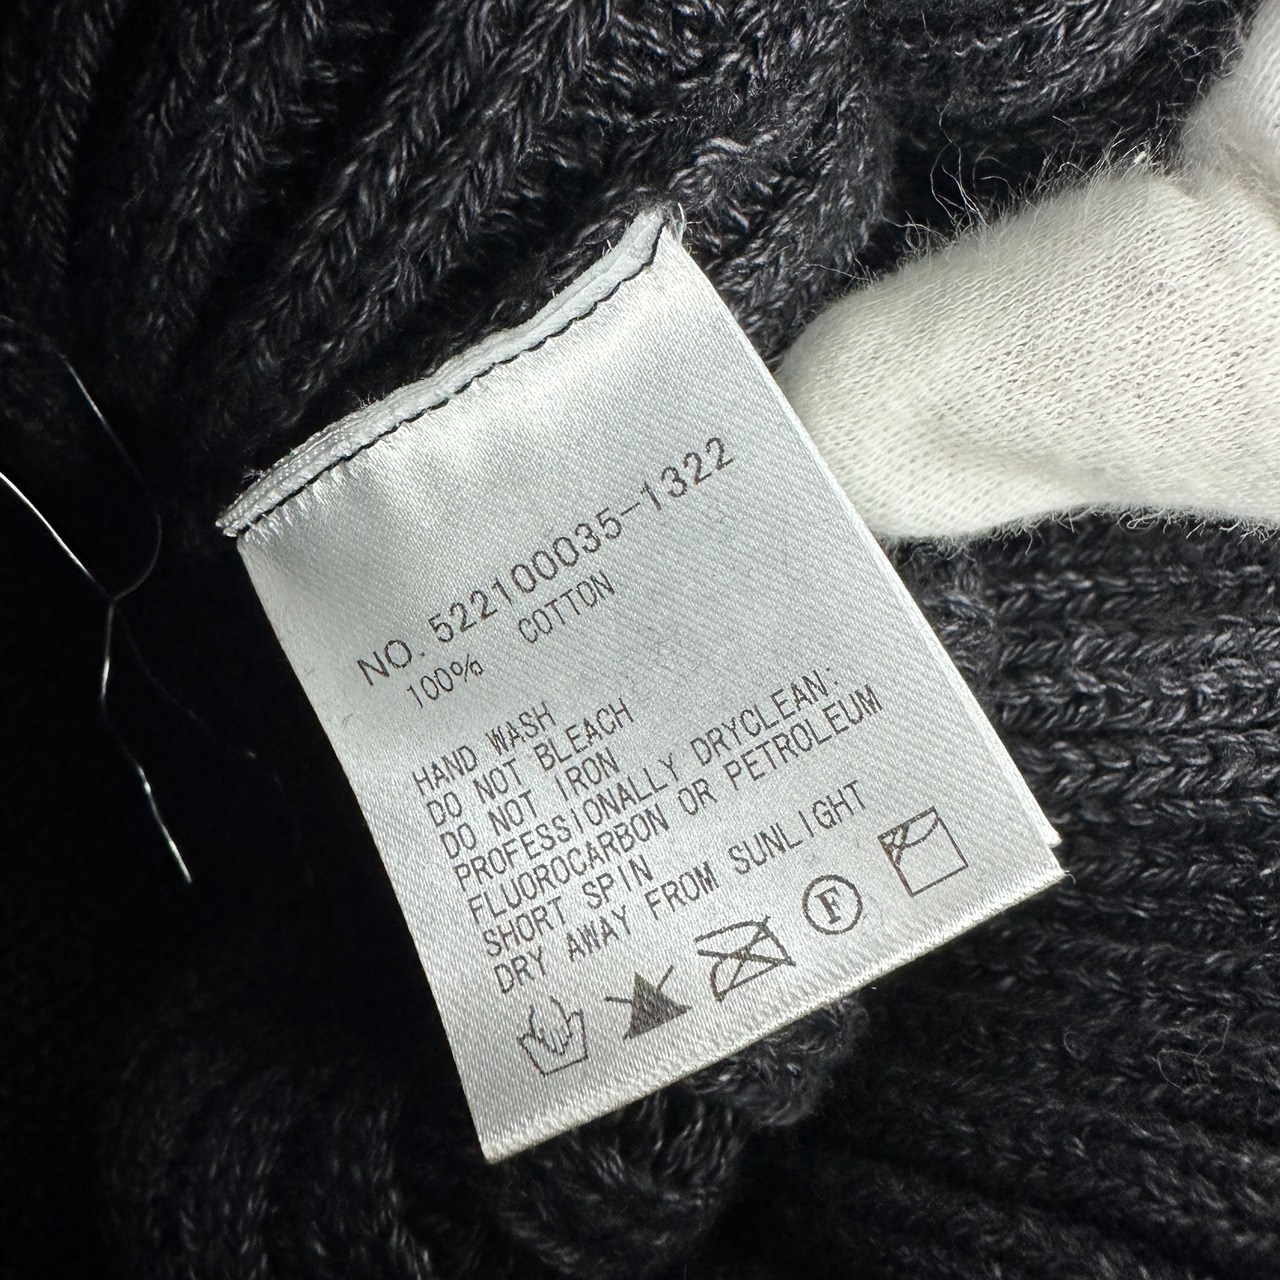 NO. 522100035-1322
100% COTTON
HAND WASH
DO NOT BLEACH
DO NOT IRON
PROFESSIONALLY DRYCLEAN:
FLUOROCARBON OR PETROLEUM
SHORT SPIN
DRY AWAY FROM SUNLIGHT
F